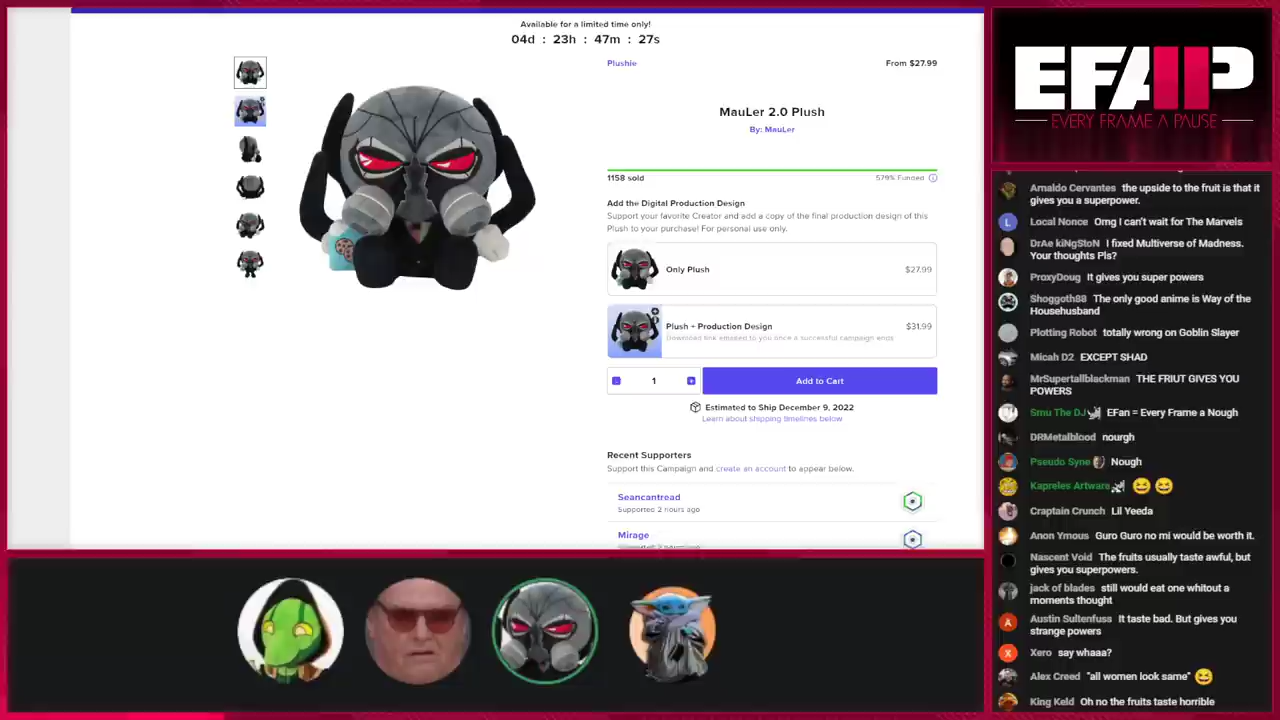 Available for a limited time only!
04d : 23h : 47m : 27s
Plushie
From $27.99
MauLer 2.0 Plush
By: MauLer
1158 sold
579% Funded
Add the Digital Production Design
Support your favorite Creator and add a copy of the final production design of this
Plush to your purchase! For personal use only.
Only Plush
$27.99
Plush + Production Design
$31.99
Download link emailed to you once a successful campaign ends
1
Add to Cart
Estimated to Ship December 9, 2022
Learn about shipping timelines below
Recent Supporters
Support this Campaign and create an account to appear below.
Seancantread
Supported 2 hours ago
Mirage
EFAP
EVERY FRAME A PAUSE
Arnaldo Cervantes the upside to the fruit is that it
gives you a superpower.
L
Local Nonce Omg I can't wait for The Marvels
DrAe kiNgStoN I fixed Multiverse of Madness.
Your thoughts Pls?
ProxyDoug It gives you super powers
Shoggoth88 The only good anime is Way of the
Househusband
Plotting Robot totally wrong on Goblin Slayer
Micah D2 EXCEPT SHAD
MrSupertallblackman THE FRIUT GIVES YOU
POWERS
Smu The DJ EFan = Every Frame a Nough
DRMetalblood nourgh
Pseudo Syne Nough
Kapreles Artware
Craptain Crunch Lil Yeeda
Anon Ymous Guro Guro no mi would be worth it.
Nascent Void The fruits usually taste awful, but
gives you superpowers.
jack of blades still would eat one whitout a
moments thought
A
Austin Sultenfuss It taste bad. But gives you
strange powers
X
Xero say whaaa?
Alex Creed "all women look same"
King Keld Oh no the fruits taste horrible